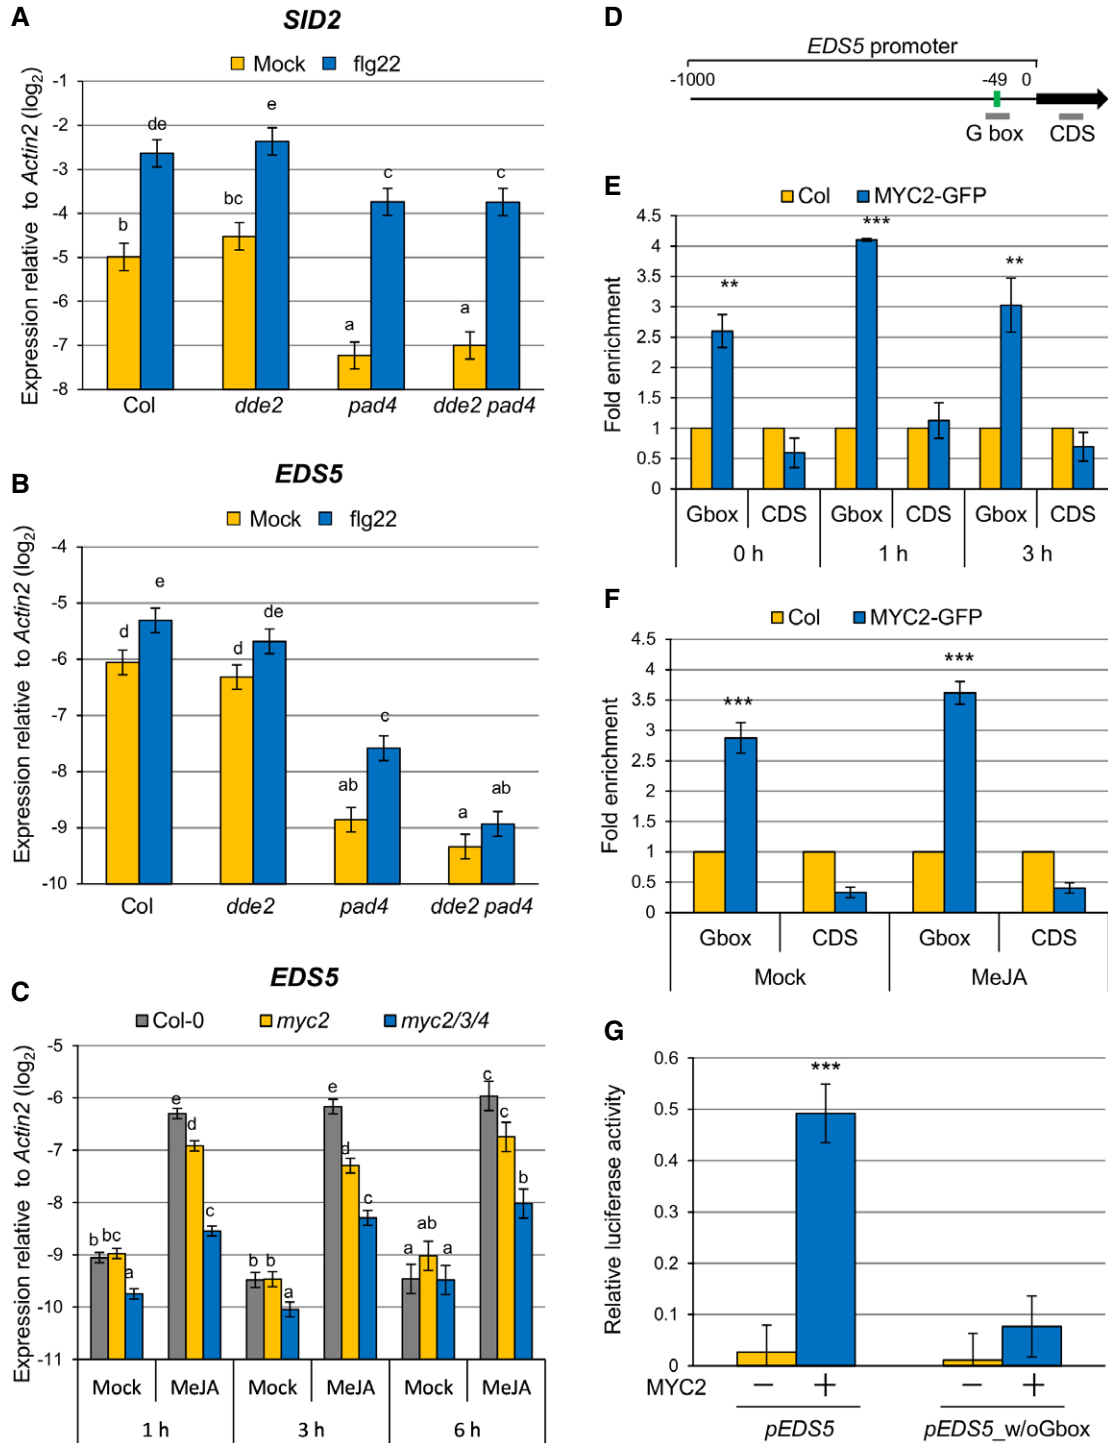 A
SID2
Mock flg22
Expression relative to Actin2 (log2)
-1
-2
-3
-4
-5
-6
-7
-8
b de bc e a c a c
Col dde2 pad4 dde2 pad4
B
EDS5
Mock flg22
Expression relative to Actin2 (log2)
-4
-5
-6
-7
-8
-9
-10
d e d de ab c a ab
Col dde2 pad4 dde2 pad4
C
EDS5
Col-0 myc2 myc2/3/4
Expression relative to Actin2 (log2)
-5
-6
-7
-8
-9
-10
-11
b bc a e d c b b a e d c a ab a c c b
Mock MeJA Mock MeJA Mock MeJA
1 h 3 h 6 h
D
EDS5 promoter
-1000 -49 0
G box CDS
E
Col MYC2-GFP
Fold enrichment
4.5
4
3.5
3
2.5
2
1.5
1
0.5
0
** *** **
Gbox CDS Gbox CDS Gbox CDS
0 h 1 h 3 h
F
Col MYC2-GFP
Fold enrichment
4.5
4
3.5
3
2.5
2
1.5
1
0.5
0
*** ***
Gbox CDS Gbox CDS
Mock MeJA
G
Relative luciferase activity
0.6
0.5
0.4
0.3
0.2
0.1
0
***
MYC2 − + − +
pEDS5 pEDS5_w/oGbox